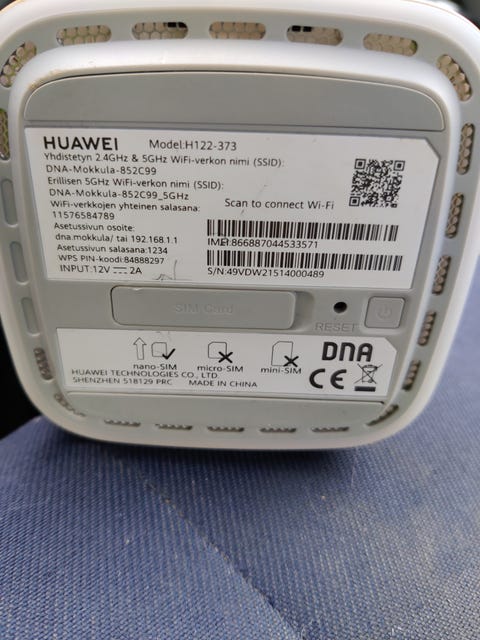 HUAWEI Model:H122-373
Yhdistetyn 2.4GHz & 5GHz WiFi-verkon nimi (SSID):
DNA-Mokkula-852C99
Erillisen 5GHz WiFi-verkon nimi (SSID):
DNA-Mokkula-852C99_5GHz
WiFi-verkkojen yhteinen salasana:
11576584789
Asetussivun osoite:
dna.mokkula/ tai 192.168.1.1
Asetussivun salasana:1234
WPS PIN-koodi:84888297
INPUT:12V ⎓ 2A
Scan to connect Wi-Fi
IMEI:866887044533571
S/N:49VDW21514000489
SIM Card
RESET
nano-SIM micro-SIM mini-SIM
DNA
HUAWEI TECHNOLOGIES CO., LTD.
SHENZHEN 518129 PRC MADE IN CHINA
CE